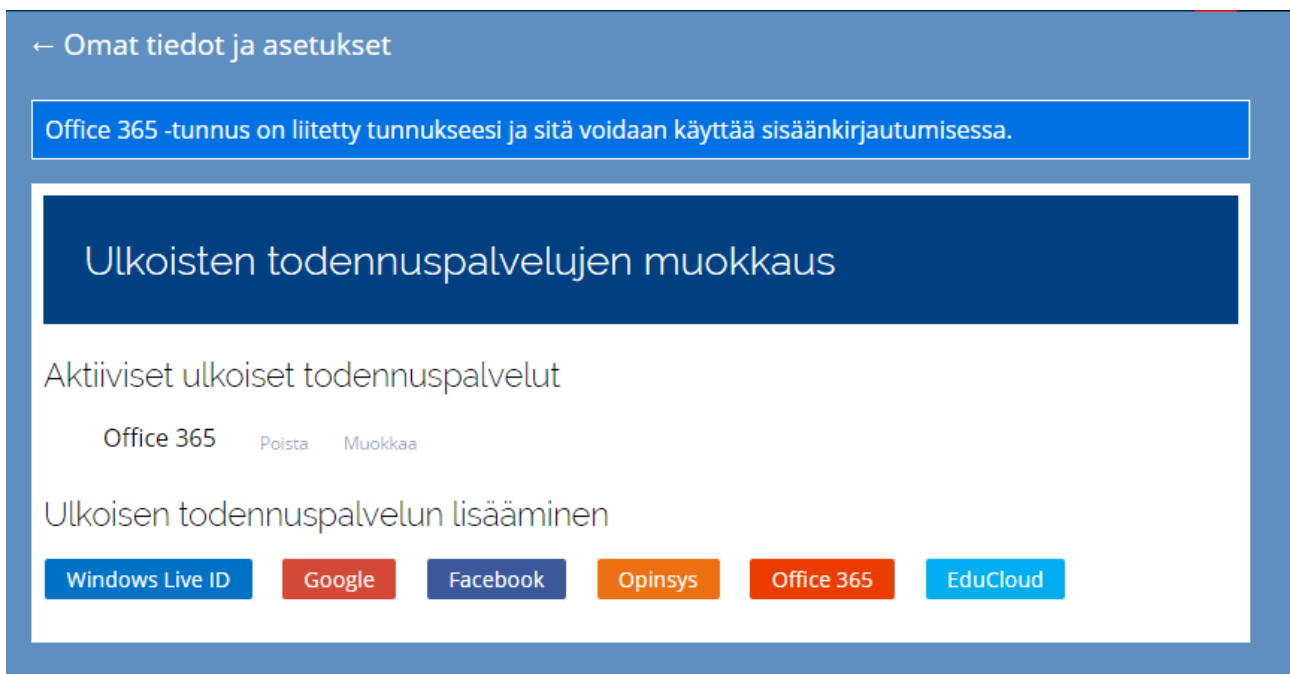 ← Omat tiedot ja asetukset
Office 365 -tunnus on liitetty tunnukseesi ja sitä voidaan käyttää sisäänkirjautumisessa.
Ulkoisten todennuspalvelujen muokkaus
Aktiiviset ulkoiset todennuspalvelut
Office 365 Poista Muokkaa
Ulkoisen todennuspalvelun lisääminen
Windows Live ID Google Facebook Opinsys Office 365 EduCloud